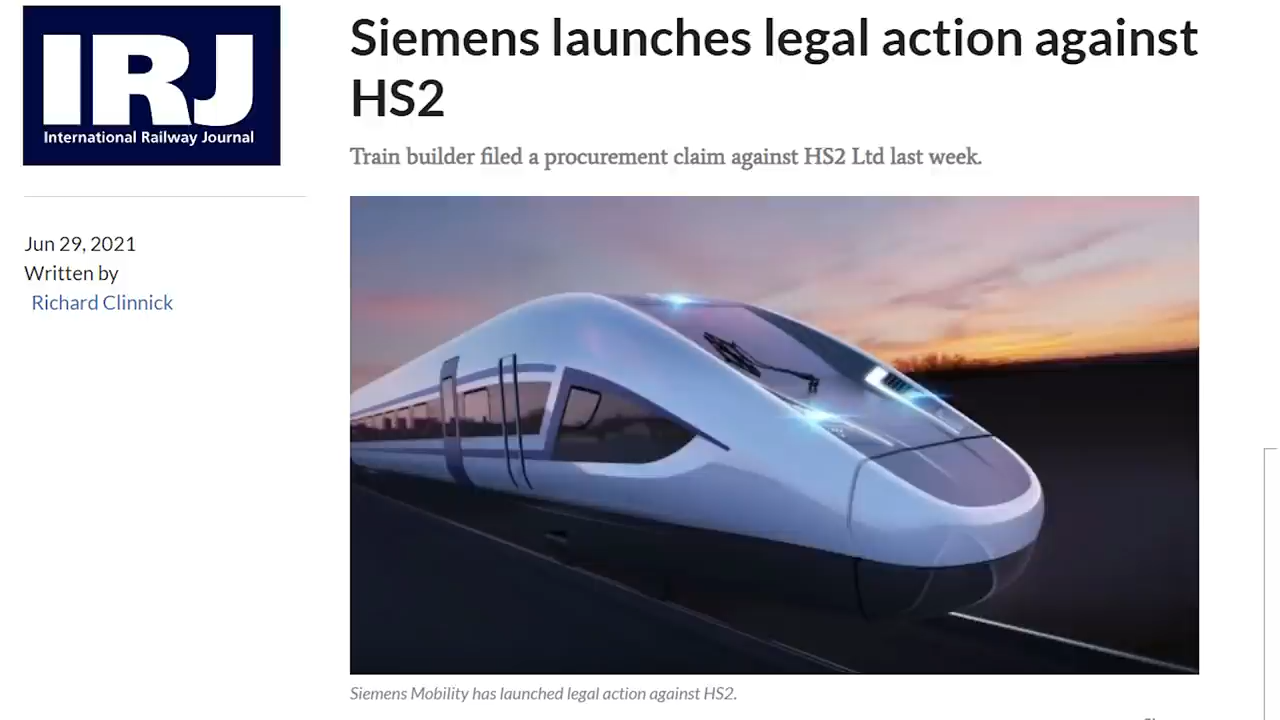 IRJ
International Railway Journal
Jun 29, 2021
Written by
Richard Clinnick
Siemens launches legal action against
HS2
Train builder filed a procurement claim against HS2 Ltd last week.
Siemens Mobility has launched legal action against HS2.